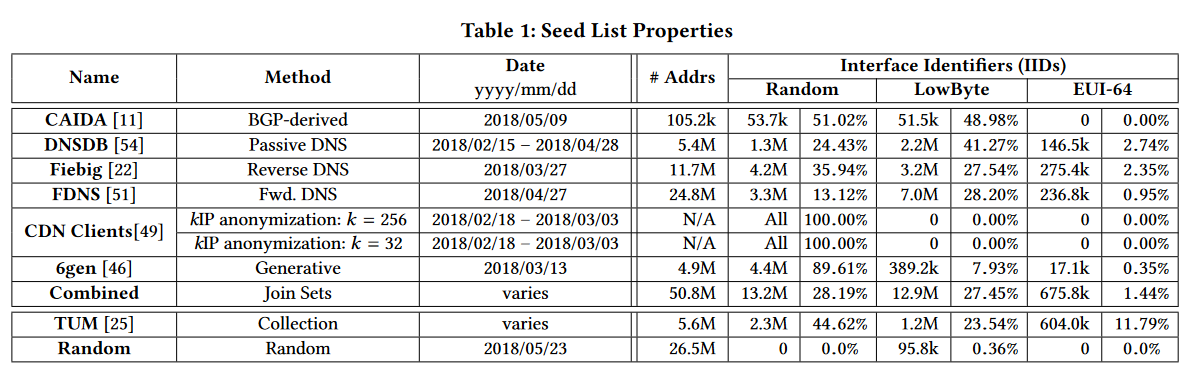 Table 1: Seed List Properties
Name Method Date yyyy/mm/dd # Addrs Interface Identifiers (IIDs)
Random LowByte EUI-64
CAIDA [11] BGP-derived 2018/05/09 105.2k 53.7k 51.02% 51.5k 48.98% 0 0.00%
DNSDB [54] Passive DNS 2018/02/15 – 2018/04/28 5.4M 1.3M 24.43% 2.2M 41.27% 146.5k 2.74%
Fiebig [22] Reverse DNS 2018/03/27 11.7M 4.2M 35.94% 3.2M 27.54% 275.4k 2.35%
FDNS [51] Fwd. DNS 2018/04/27 24.8M 3.3M 13.12% 7.0M 28.20% 236.8k 0.95%
CDN Clients[49] kIP anonymization: k = 256 2018/02/18 – 2018/03/03 N/A All 100.00% 0 0.00% 0 0.00%
kIP anonymization: k = 32 2018/02/18 – 2018/03/03 N/A All 100.00% 0 0.00% 0 0.00%
6gen [46] Generative 2018/03/13 4.9M 4.4M 89.61% 389.2k 7.93% 17.1k 0.35%
Combined Join Sets varies 50.8M 13.2M 28.19% 12.9M 27.45% 675.8k 1.44%
TUM [25] Collection varies 5.6M 2.3M 44.62% 1.2M 23.54% 604.0k 11.79%
Random Random 2018/05/23 26.5M 0 0.0% 95.8k 0.36% 0 0.0%